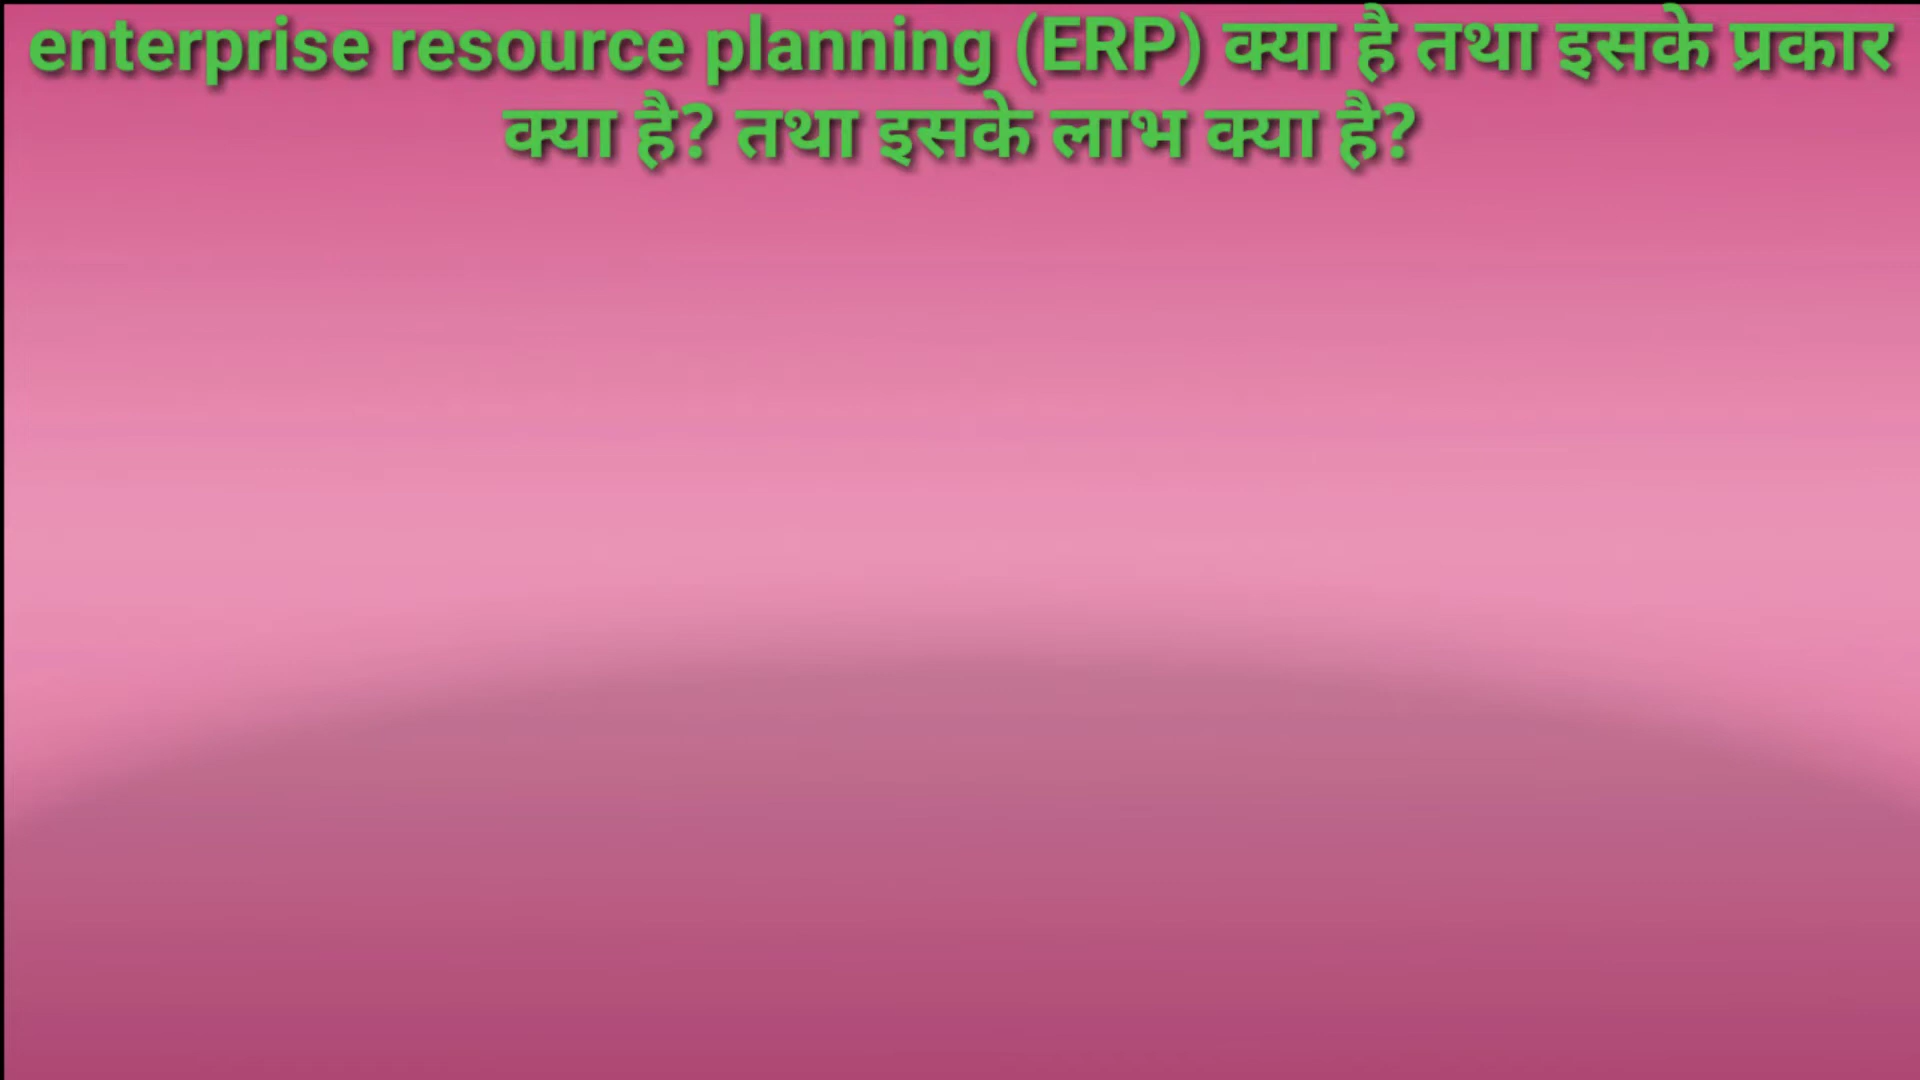 enterprise resource planning (ERP) क्या है तथा इसके प्रकार
क्या है? तथा इसके लाभ क्या है?